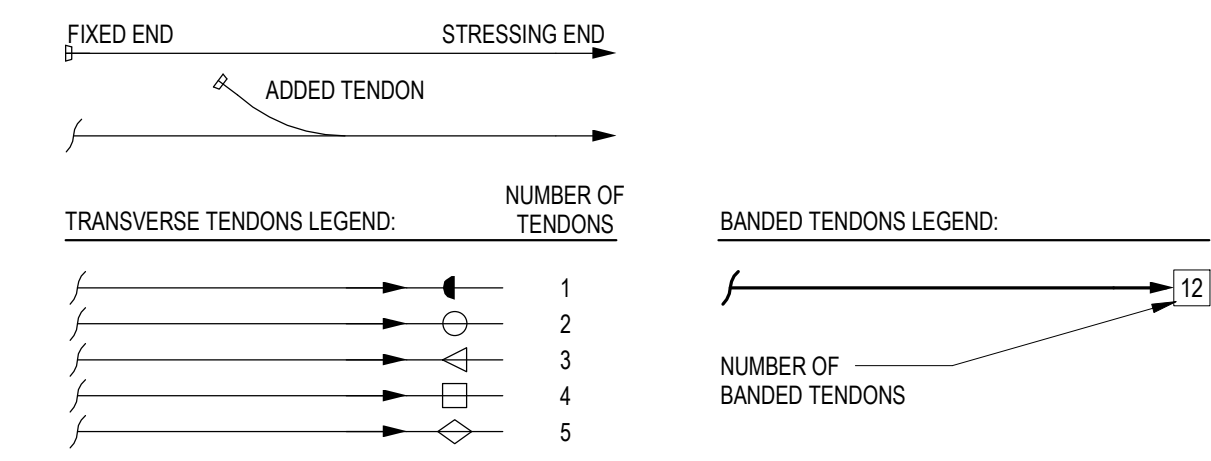 FIXED END
STRESSING END
ADDED TENDON
TRANSVERSE TENDONS LEGEND:
NUMBER OF
TENDONS
1
2
3
4
5
BANDED TENDONS LEGEND:
12
NUMBER OF
BANDED TENDONS